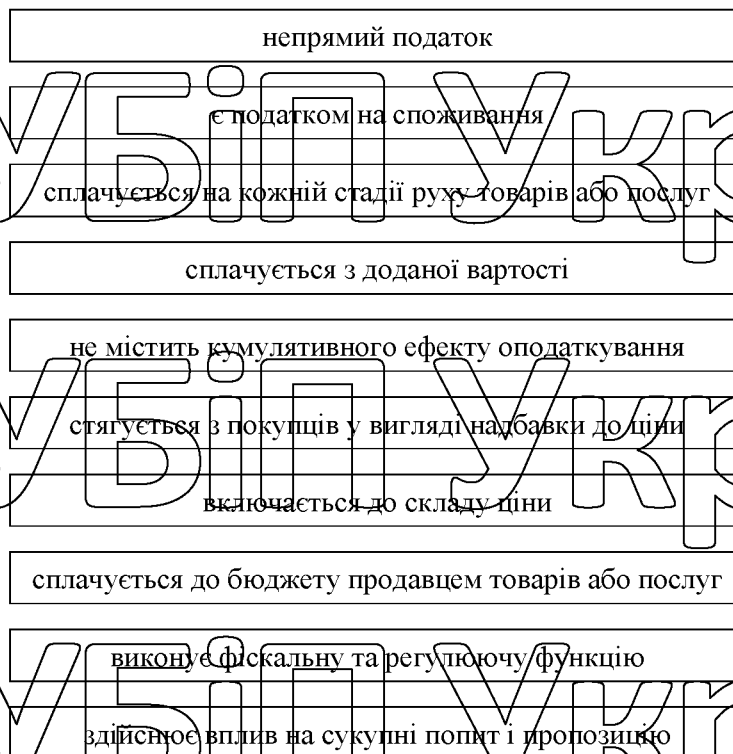 непрямий податок
є податком на споживання
сплачується на кожній стадії руху товарів або послуг
сплачується з доданої вартості
не містить кумулятивного ефекту оподаткування
стягується з покупців у вигляді надбавки до ціни
включається до складу ціни
сплачується до бюджету продавцем товарів або послуг
виконує фіскальну та регулюючу функцію
здійснює вплив на сукупні попит і пропозицію